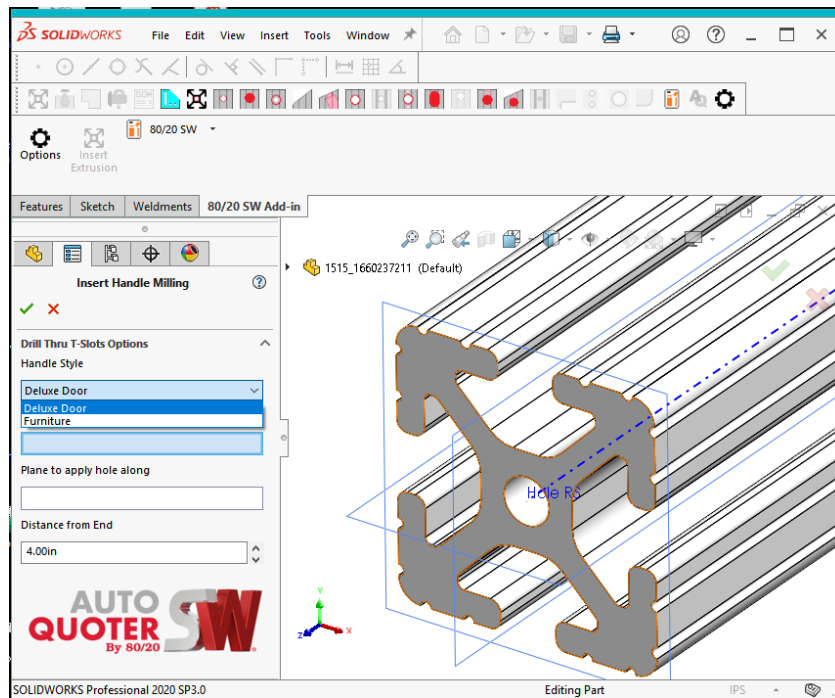 SOLIDWORKS File Edit View Insert Tools Window
80/20 SW
Options
Insert
Extrusion
Features Sketch Weldments 80/20 SW Add-in
Insert Handle Milling
1515_1660237211 (Default)
Drill Thru T-Slots Options
Handle Style
Deluxe Door
Deluxe Door
Furniture
Plane to apply hole along
Distance from End
4.00in
Hole Rs
AUTO
QUOTER
By 80/20
SW
Y
X
Z
SOLIDWORKS Professional 2020 SP3.0 Editing Part IPS